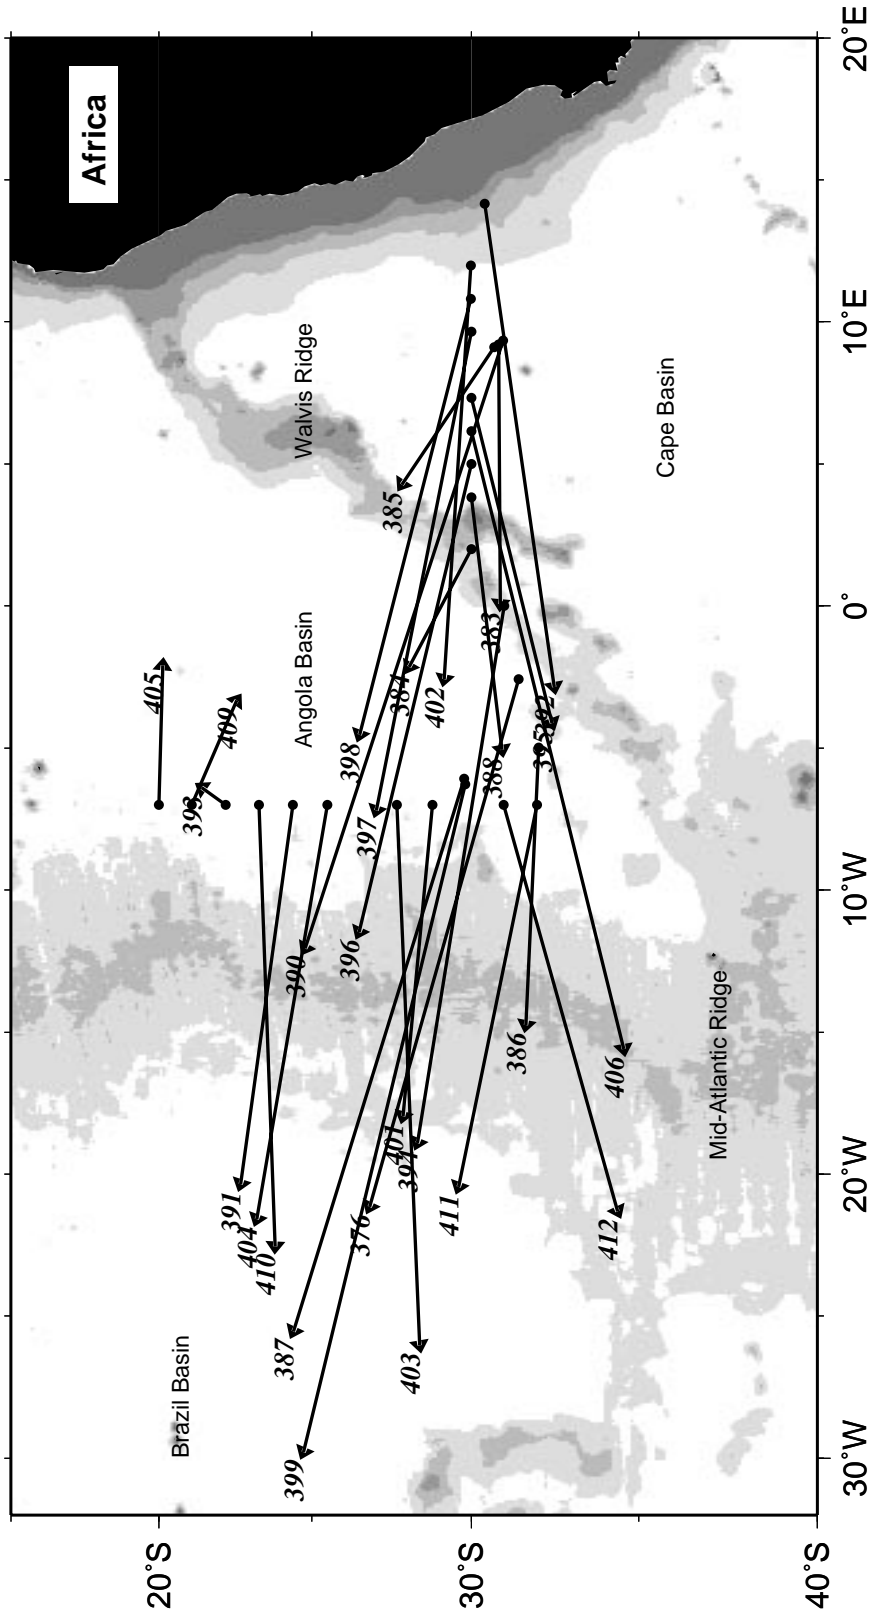 Africa
Walvis Ridge
Angola Basin
Cape Basin
Brazil Basin
Mid-Atlantic Ridge
385
383
384
402
392
395
388
398
397
396
405
409
393
390
386
406
401
394
376
411
412
391
404
410
387
403
399
20°E
10°E
0°
10°W
20°W
30°W
20°S
30°S
40°S